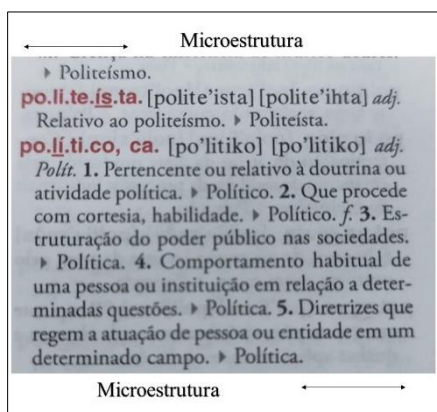 Microestrutura
▸ Politeísmo.
po.li.te.ís.ta. [polite'ista] [polite'ihta] adj.
Relativo ao politeísmo. ▸ Politeísta.
po.lí.ti.co, ca. [po'litiko] [po'litiko] adj.
Polít. 1. Pertencente ou relativo à doutrina ou
atividade política. ▸ Político. 2. Que procede
com cortesia, habilidade. ▸ Político. f. 3. Es-
truturação do poder público nas sociedades.
▸ Política. 4. Comportamento habitual de
uma pessoa ou instituição em relação a deter-
minadas questões. ▸ Política. 5. Diretrizes que
regem a atuação de pessoa ou entidade em um
determinado campo. ▸ Política.
Microestrutura